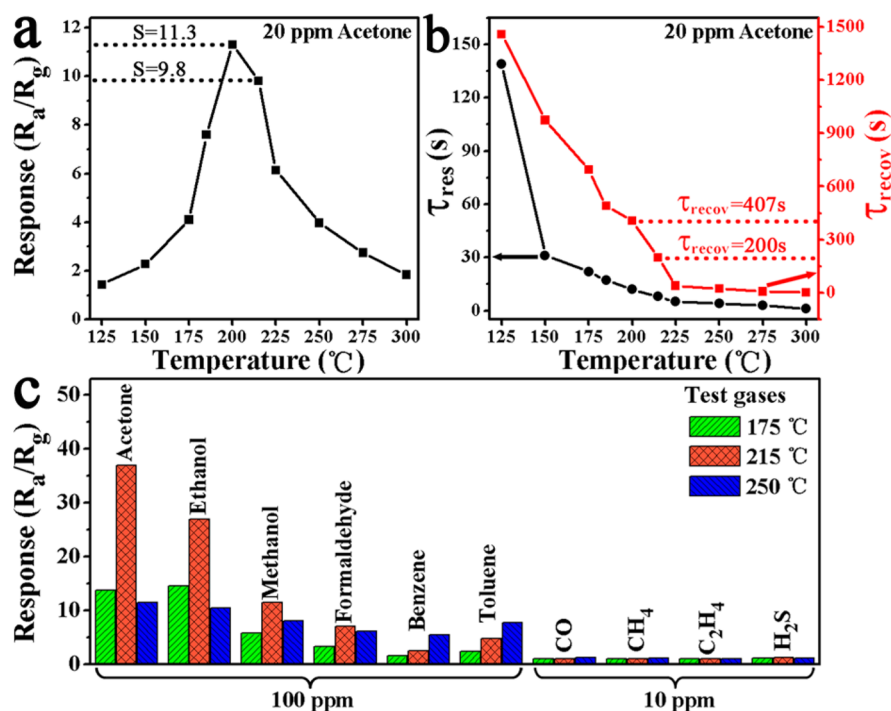 a
20 ppm Acetone
S=11.3
S=9.8
Response (Ra/Rg)
12
10
8
6
4
2
0
125 150 175 200 225 250 275 300
Temperature (℃)
b
20 ppm Acetone
τres (s)
150
120
90
60
30
0
τrecov=407s
τrecov=200s
1500
1200
900
600
300
0
τrecov (s)
125 150 175 200 225 250 275 300
Temperature (℃)
c
Response (Ra/Rg)
50
40
30
20
10
0
Acetone
Ethanol
Methanol
Formaldehyde
Benzene
Toluene
CO
CH4
C2H4
H2S
Test gases
175 ℃
215 ℃
250 ℃
100 ppm
10 ppm